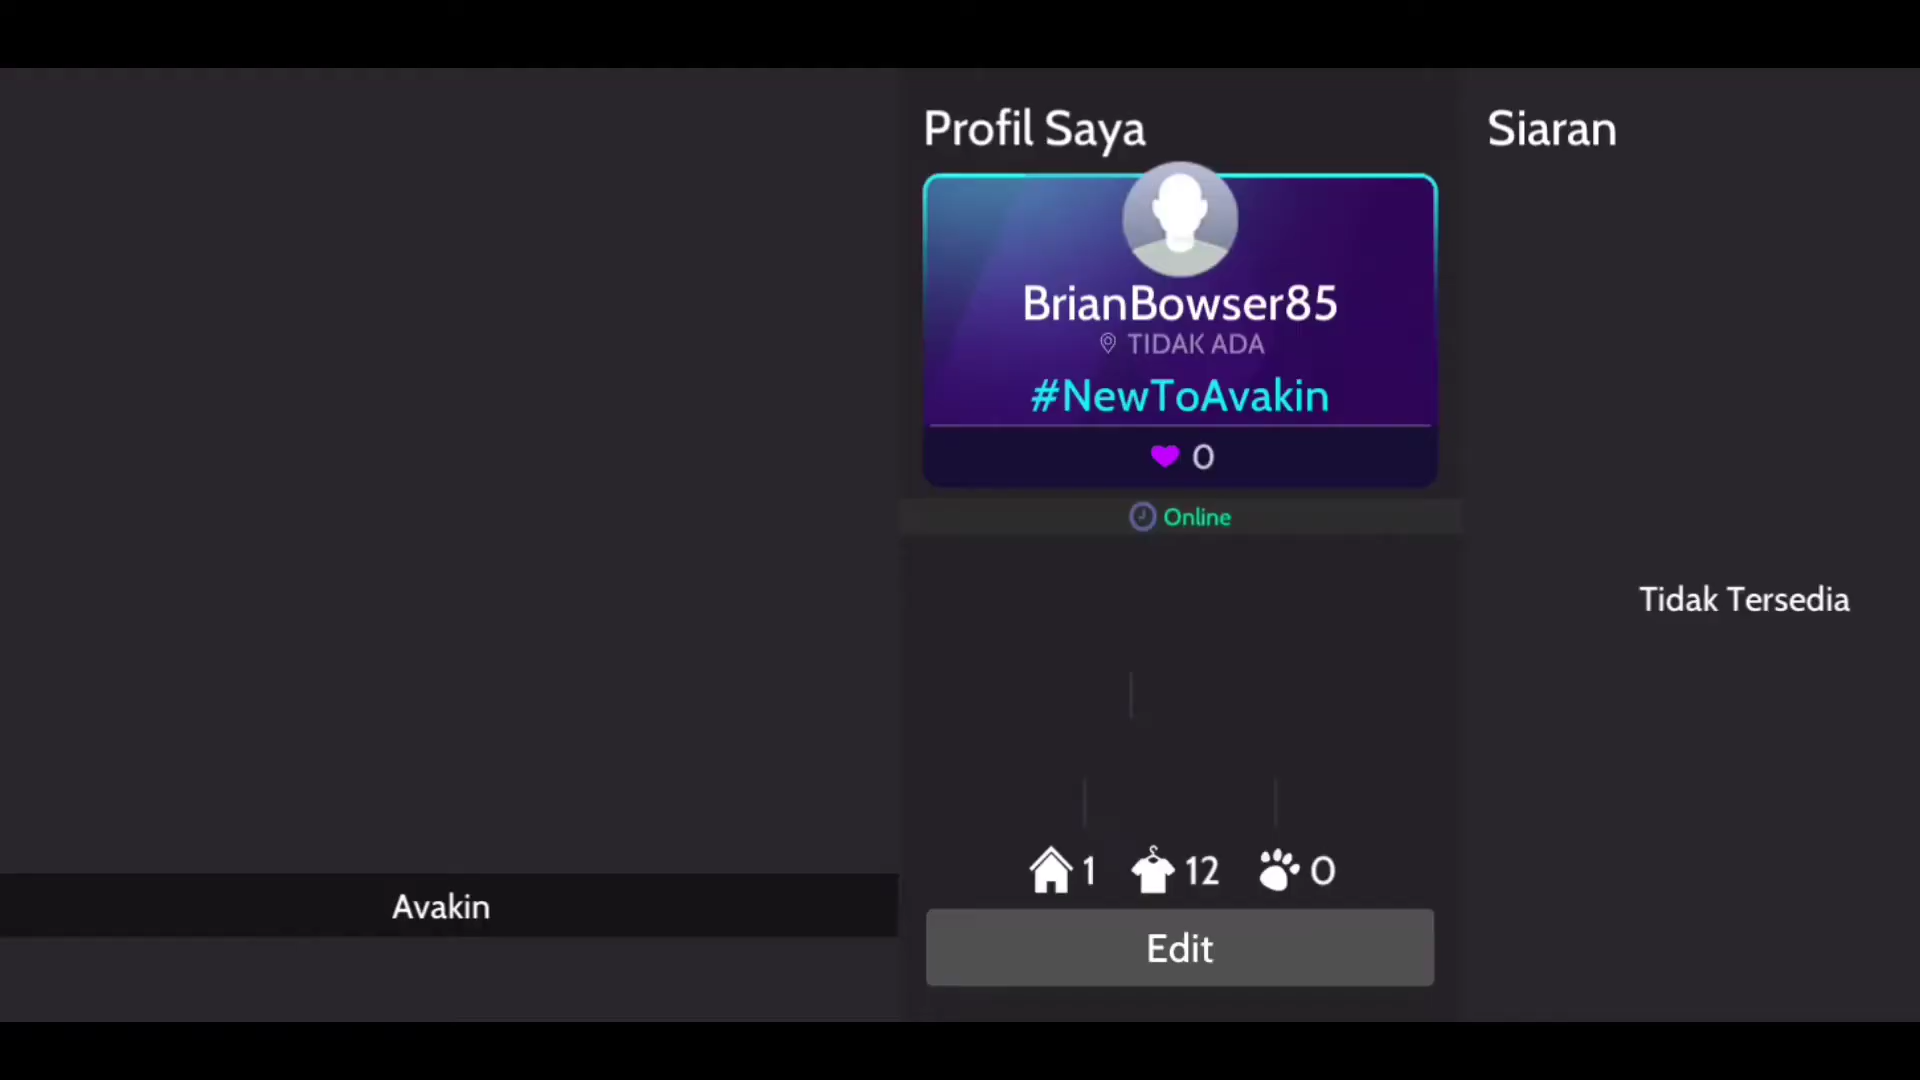 Profil Saya
BrianBowser85
TIDAK ADA
#NewToAvakin
0
Online
1 12 0
Edit
Siaran
Tidak Tersedia
Avakin